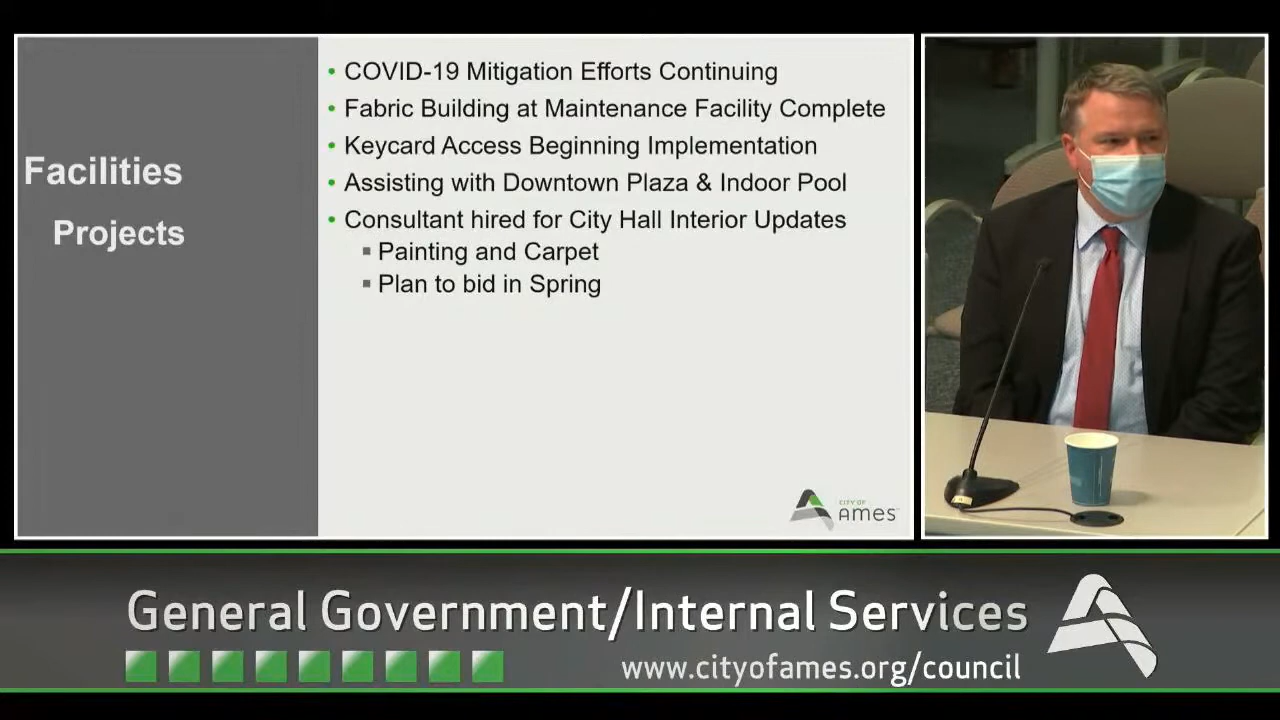 Facilities
Projects
• COVID-19 Mitigation Efforts Continuing
• Fabric Building at Maintenance Facility Complete
• Keycard Access Beginning Implementation
• Assisting with Downtown Plaza & Indoor Pool
• Consultant hired for City Hall Interior Updates
▪ Painting and Carpet
▪ Plan to bid in Spring
CITY OF
AMES
General Government/Internal Services
www.cityofames.org/council